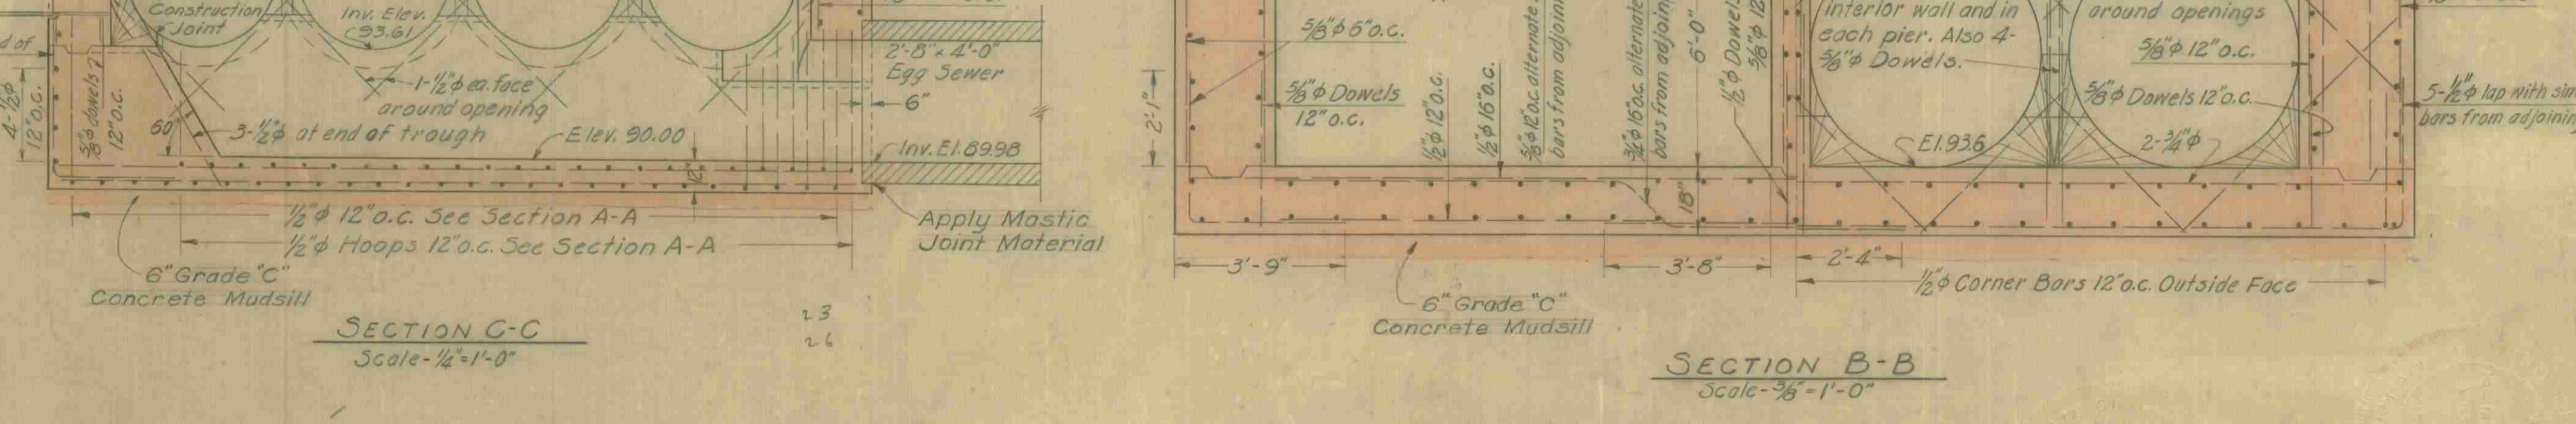 Construction
Joint
Inv. Elev.
93.61
d of
4-½"ϕ
12"o.c.
⅝"ϕ dowels
12"o.c.
60°
1-½"ϕ ea. face
around opening
3-½"ϕ at end of trough
Elev. 90.00
12"
2'-8" x 4'-0"
Egg Sewer
6"
Inv. El. 89.98
½"ϕ 12"o.c. See Section A-A
½"ϕ Hoops 12"o.c. See Section A-A
Apply Mastic
Joint Material
6" Grade "C"
Concrete Mudsill
SECTION C-C
Scale-¼"=1'-0"
23
26
⅝"ϕ 6"o.c.
2'-1"
⅝"ϕ Dowels
12"o.c.
½"ϕ 12"o.c.
½"ϕ 16"o.c.
⅝"ϕ 12"o.c. alternate
bars from adjoin
¾"ϕ 16"o.c. alternate
bars from adjoin
6'-0"
½"ϕ Dowels
⅝"ϕ 12"
18"
interior wall and in
each pier. Also 4-
⅝"ϕ Dowels.
El. 93.6
around openings
⅝"ϕ 12"o.c.
⅝"ϕ Dowels 12"o.c.
2-¾"ϕ
5-½"ϕ lap with
bars from adjoin
3'-9"
3'-8"
2'-4"
½"ϕ Corner Bars 12"o.c. Outside Face
6" Grade "C"
Concrete Mudsill
SECTION B-B
Scale-⅜"=1'-0"